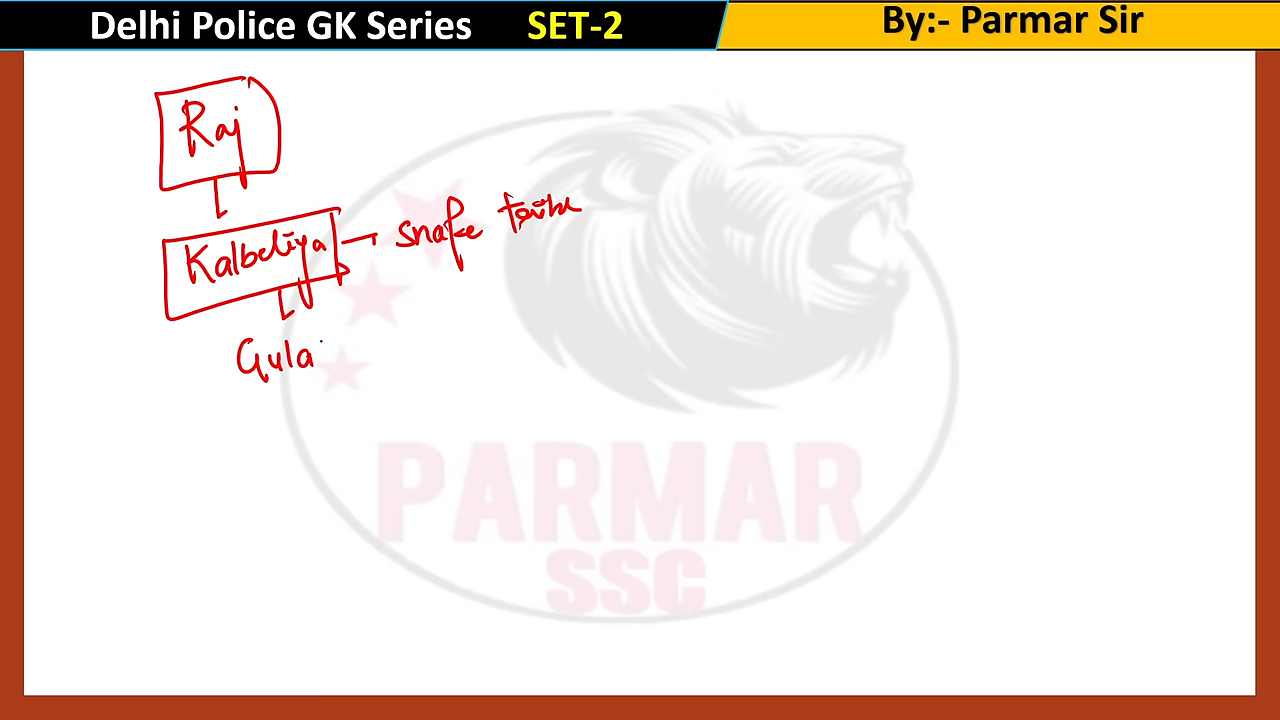 Delhi Police GK Series SET-2 By:- Parmar Sir
Raj
Kalbeliya → snake
Gula
PARMAR
SSC